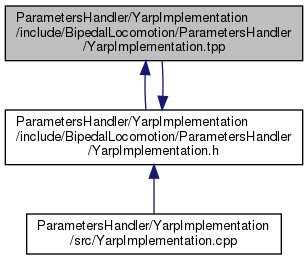 ParametersHandler/YarpImplementation
/include/BipedalLocomotion/ParametersHandler
/YarpImplementation.tpp
ParametersHandler/YarpImplementation
/include/BipedalLocomotion/ParametersHandler
/YarpImplementation.h
ParametersHandler/YarpImplementation
/src/YarpImplementation.cpp